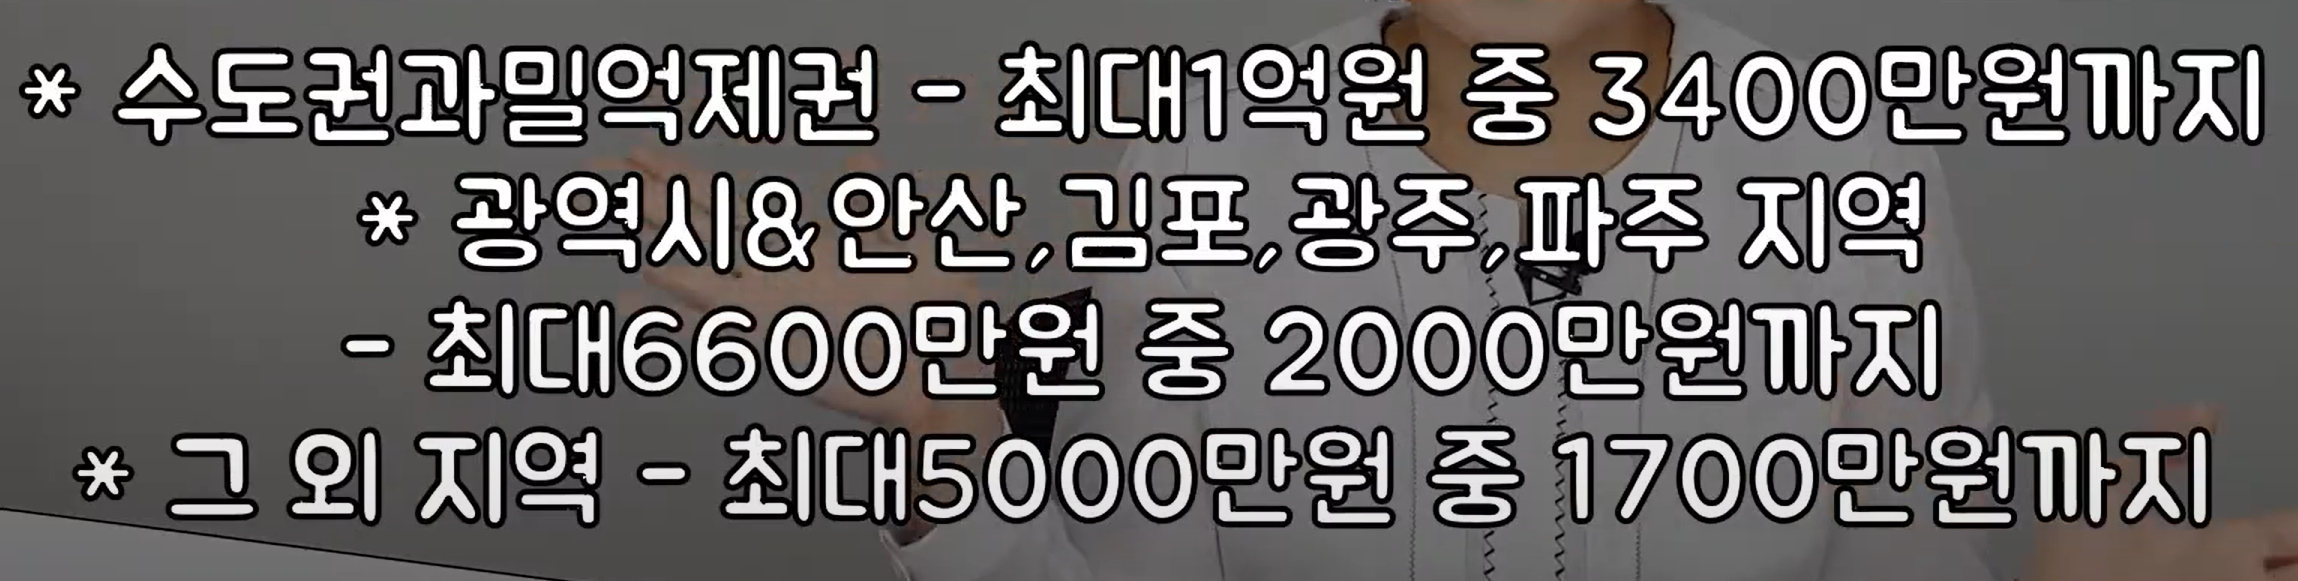 * 수도권과밀억제권 - 최대1억원 중 3400만원까지
* 광역시&안산,김포,광주,파주 지역
- 최대6600만원 중 2000만원까지
* 그 외 지역 - 최대5000만원 중 1700만원까지